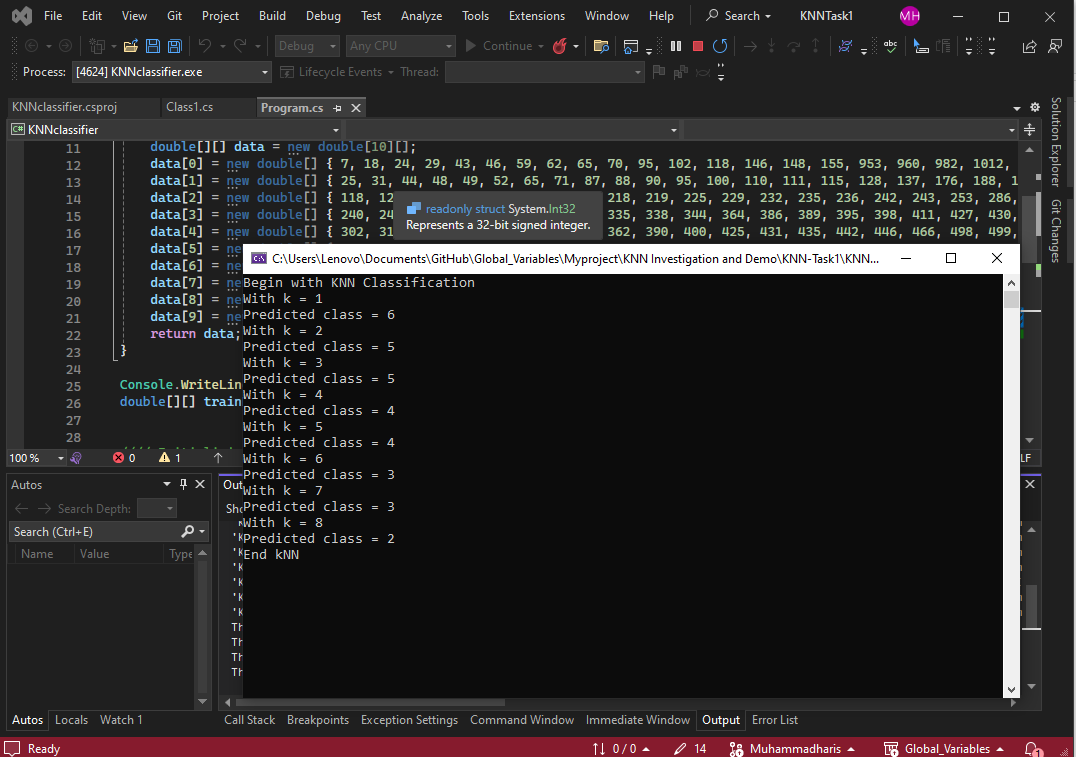 File Edit View Git Project Build Debug Test Analyze Tools Extensions Window Help Search KNNTask1 MH
Debug Any CPU Continue
Process: [4624] KNNclassifier.exe Lifecycle Events Thread:
KNNclassifier.csproj Class1.cs Program.cs
C# KNNclassifier
11 double[][] data = new double[10][];
12 data[0] = new double[] { 7, 18, 24, 29, 43, 46, 59, 62, 65, 70, 95, 102, 118, 146, 148, 155, 953, 960, 982, 1012,
13 data[1] = new double[] { 25, 31, 44, 48, 49, 52, 65, 71, 87, 88, 90, 95, 100, 110, 111, 115, 128, 137, 176, 188, 1
14 data[2] = new double[] { 118, 12 218, 219, 225, 229, 232, 235, 236, 242, 243, 253, 286,
readonly struct System.Int32
15 data[3] = new double[] { 240, 24 335, 338, 344, 364, 386, 389, 395, 398, 411, 427, 430,
Represents a 32-bit signed integer.
16 data[4] = new double[] { 302, 31 362, 390, 400, 425, 431, 435, 442, 446, 466, 498, 499,
17 data[5] = ne
18 data[6] = ne
19 data[7] = ne
20 data[8] = ne
21 data[9] = ne
22 return data;
23 }
24
25 Console.WriteLin
26 double[][] train
27
28
C:\Users\Lenovo\Documents\GitHub\Global_Variables\Myproject\KNN Investigation and Demo\KNN-Task1\KNN...
Begin with KNN Classification
With k = 1
Predicted class = 6
With k = 2
Predicted class = 5
With k = 3
Predicted class = 5
With k = 4
Predicted class = 4
With k = 5
Predicted class = 4
With k = 6
Predicted class = 3
With k = 7
Predicted class = 3
With k = 8
Predicted class = 2
End kNN
100 % 0 1 LF
Autos
Search Depth:
Search (Ctrl+E)
Name Value Type
Out
Sho
'K
'K
'K
'K
'K
'K
Th
Th
Th
Th
Solution Explorer
Git Changes
Autos Locals Watch 1 Call Stack Breakpoints Exception Settings Command Window Immediate Window Output Error List
Ready 0 / 0 14 Muhammadharis Global_Variables 1